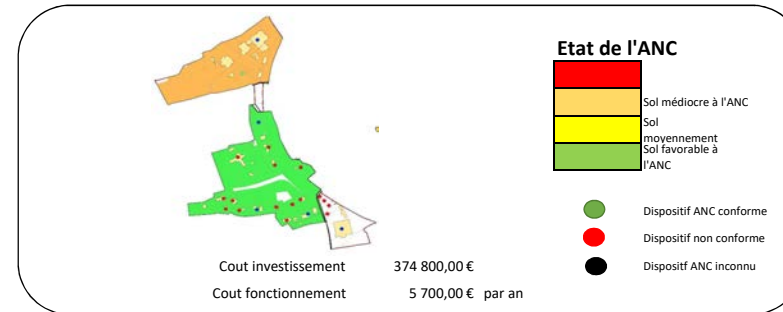 Etat de l'ANC
Sol médiocre à l'ANC
Sol
moyennement
Sol favorable à
l'ANC
Dispositif ANC conforme
Dispositif non conforme
Dispositf ANC inconnu
Cout investissement 374 800,00 €
Cout fonctionnement 5 700,00 € par an